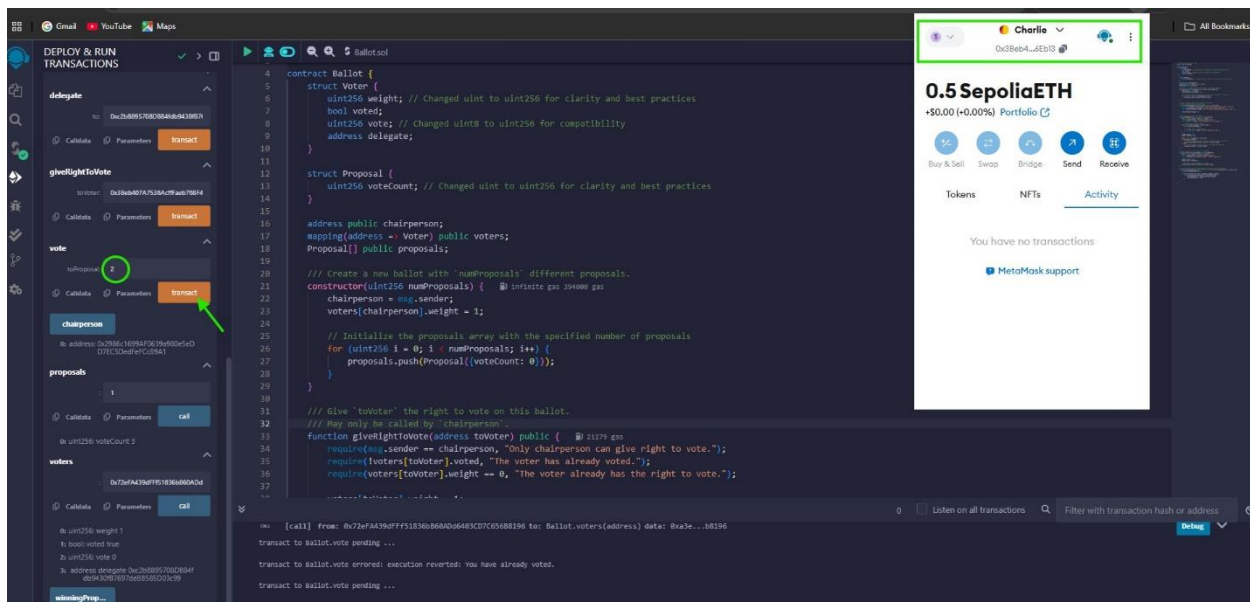 Gmail YouTube Maps
All Bookmarks
DEPLOY & RUN
TRANSACTIONS
delegate
to:
Calldata Parameters transact
giveRightToVote
toVoter:
Calldata Parameters transact
vote
toProposal: 2
Calldata Parameters transact
chairperson
0: address:
proposals
: 1
Calldata Parameters call
0: uint256: voteCount 3
voters
:
Calldata Parameters call
0: uint256: weight 1
1: bool: voted true
2: uint256: vote 0
3: address: delegate
winningProp...
Ballot.sol
4 contract Ballot {
5 struct Voter {
6 uint256 weight; // Changed uint to uint256 for clarity and best practices
7 bool voted;
8 uint256 vote; // Changed uint8 to uint256 for compatibility
9 address delegate;
10 }
11
12 struct Proposal {
13 uint256 voteCount; // Changed uint to uint256 for clarity and best practices
14 }
15
16 address public chairperson;
17 mapping(address => Voter) public voters;
18 Proposal[] public proposals;
19
20 /// Create a new ballot with `numProposals` different proposals.
21 constructor(uint256 numProposals) { infinite gas 394000 gas
22 chairperson = msg.sender;
23 voters[chairperson].weight = 1;
24
25 // Initialize the proposals array with the specified number of proposals
26 for (uint256 i = 0; i < numProposals; i++) {
27 proposals.push(Proposal({voteCount: 0}));
28 }
29 }
30
31 /// Give `toVoter` the right to vote on this ballot.
32 /// May only be called by `chairperson`.
33 function giveRightToVote(address toVoter) public { 21279 gas
34 require(msg.sender == chairperson, "Only chairperson can give right to vote.");
35 require(!voters[toVoter].voted, "The voter has already voted.");
36 require(voters[toVoter].weight == 0, "The voter already has the right to vote.");
37
0 Listen on all transactions Filter with transaction hash or address
[call] from: to: Ballot.voters(address) data: 0xa3e...b8196
Debug
transact to Ballot.vote pending ...
transact to Ballot.vote errored: execution reverted: You have already voted.
transact to Ballot.vote pending ...
S Charlie
0x38eb4...6Eb13
0.5 SepoliaETH
+$0.00 (+0.00%) Portfolio
Buy & Sell Swap Bridge Send Receive
Tokens NFTs Activity
You have no transactions
MetaMask support